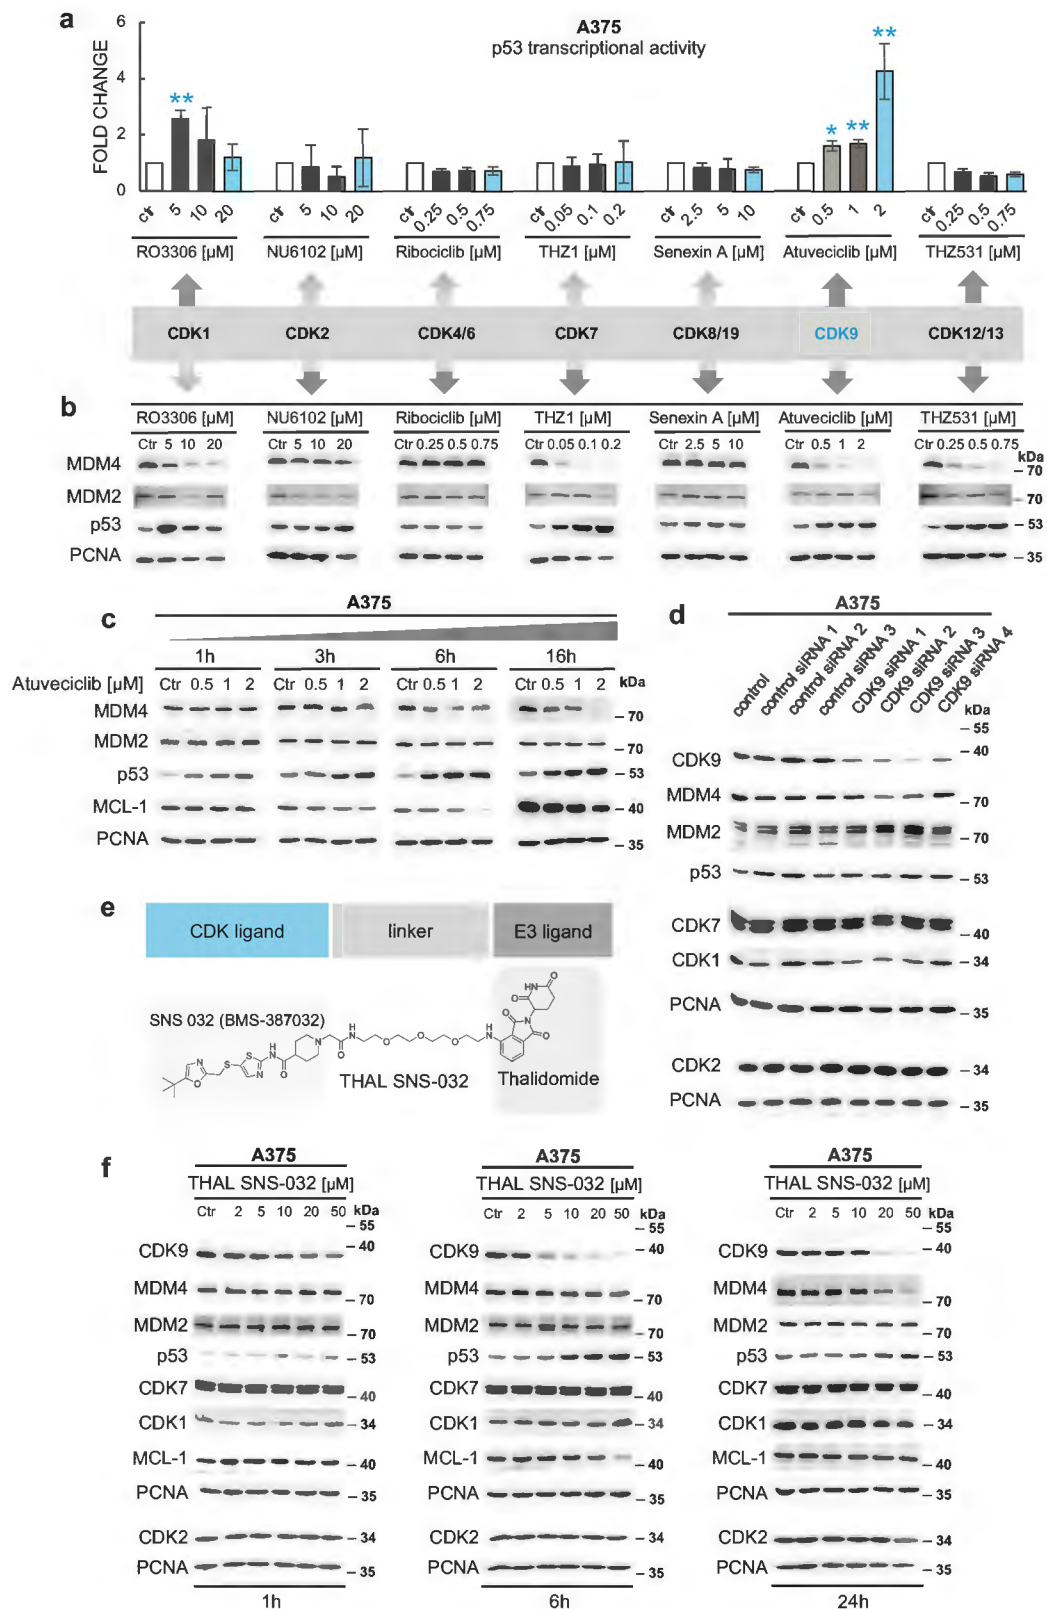 a
A375
p53 transcriptional activity
FOLD CHANGE
6
4
2
0
** * ** **
ctr 5 10 20 ctr 5 10 20 ctr 0.25 0.5 0.75 ctr 0.05 0.1 0.2 ctr 2.5 5 10 ctr 0.5 1 2 ctr 0.25 0.5 0.75
RO3306 [µM] NU6102 [µM] Ribociclib [µM] THZ1 [µM] Senexin A [µM] Atuveciclib [µM] THZ531 [µM]
CDK1 CDK2 CDK4/6 CDK7 CDK8/19 CDK9 CDK12/13
b
RO3306 [µM] NU6102 [µM] Ribociclib [µM] THZ1 [µM] Senexin A [µM] Atuveciclib [µM] THZ531 [µM]
Ctr 5 10 20 Ctr 5 10 20 Ctr 0.25 0.5 0.75 Ctr 0.05 0.1 0.2 Ctr 2.5 5 10 Ctr 0.5 1 2 Ctr 0.25 0.5 0.75 kDa
MDM4 – 70
MDM2 – 70
p53 – 53
PCNA – 35
c
A375
1h 3h 6h 16h
Atuveciclib [µM] Ctr 0.5 1 2 Ctr 0.5 1 2 Ctr 0.5 1 2 Ctr 0.5 1 2 kDa
MDM4 – 70
MDM2 – 70
p53 – 53
MCL-1 – 40
PCNA – 35
d
A375
control control siRNA 1 control siRNA 2 control siRNA 3 CDK9 siRNA 1 CDK9 siRNA 2 CDK9 siRNA 3 CDK9 siRNA 4
kDa
– 55
CDK9 – 40
MDM4 – 70
MDM2 – 70
p53 – 53
CDK7 – 40
CDK1 – 34
PCNA – 35
CDK2 – 34
PCNA – 35
e
CDK ligand linker E3 ligand
SNS 032 (BMS-387032)
THAL SNS-032
Thalidomide
f
A375
THAL SNS-032 [µM]
Ctr 2 5 10 20 50 kDa
– 55
CDK9 – 40
MDM4 – 70
MDM2 – 70
p53 – 53
CDK7 – 40
CDK1 – 34
MCL-1 – 40
PCNA – 35
CDK2 – 34
PCNA – 35
1h
A375
THAL SNS-032 [µM]
Ctr 2 5 10 20 50 kDa
– 55
CDK9 – 40
MDM4 – 70
MDM2 – 70
p53 – 53
CDK7 – 40
CDK1 – 34
MCL-1 – 40
PCNA – 35
CDK2 – 34
PCNA – 35
6h
A375
THAL SNS-032 [µM]
Ctr 2 5 10 20 50 kDa
– 55
CDK9 – 40
MDM4 – 70
MDM2 – 70
p53 – 53
CDK7 – 40
CDK1 – 34
MCL-1 – 40
PCNA – 35
CDK2 – 34
PCNA – 35
24h